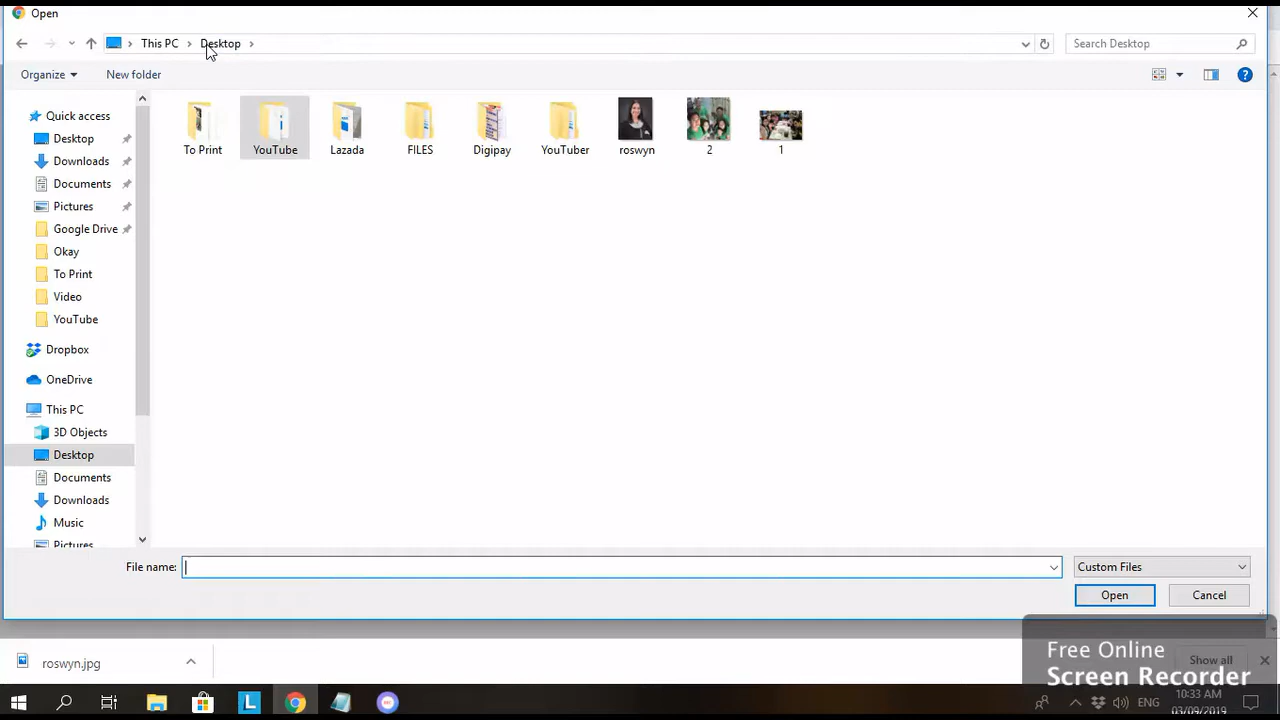 Open
This PC
Desktop
Search Desktop
Organize
New folder
Quick access
Desktop
Downloads
Documents
Pictures
Google Drive
Okay
To Print
Video
YouTube
Dropbox
OneDrive
This PC
3D Objects
Desktop
Documents
Downloads
Music
Pictures
To Print
YouTube
Lazada
FILES
Digipay
YouTuber
roswyn
2
1
File name:
Custom Files
Open
Cancel
roswyn.jpg
Show all
Free Online
Screen Recorder
ENG
10:33 AM
03/09/2019